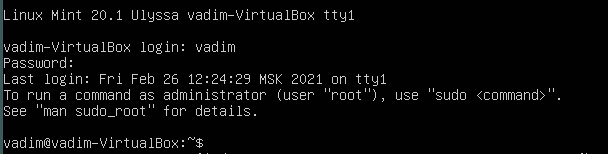 Linux Mint 20.1 Ulyssa vadim-VirtualBox tty1
vadim-VirtualBox login: vadim
Password:
Last login: Fri Feb 26 12:24:29 MSK 2021 on tty1
To run a command as administrator (user "root"), use "sudo <command>".
See "man sudo_root" for details.
vadim@vadim-VirtualBox:~$